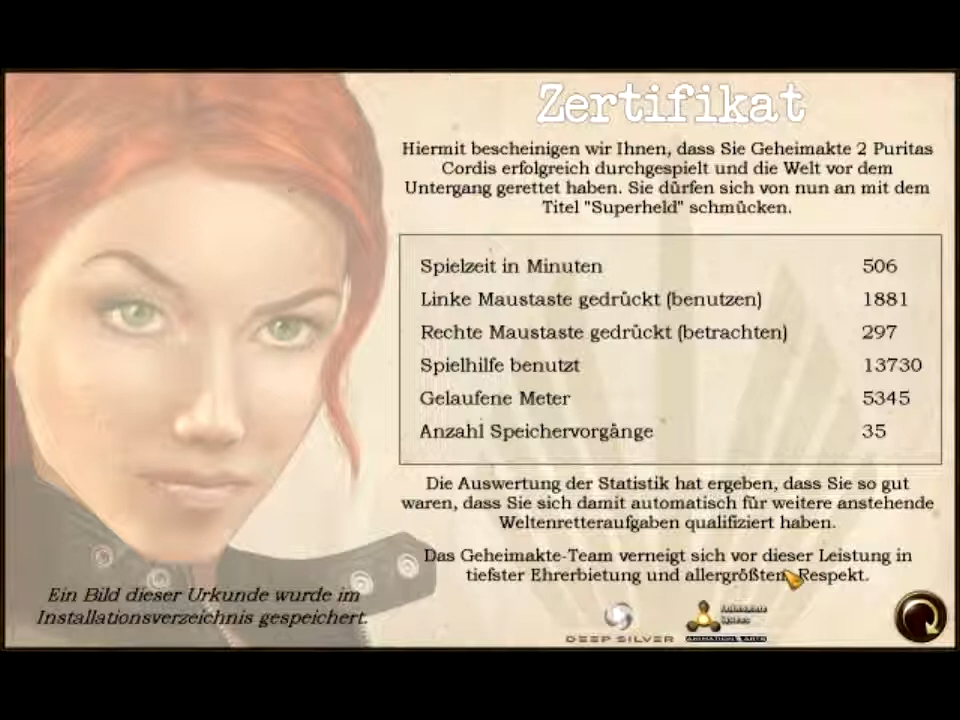 Zertifikat
Hiermit bescheinigen wir Ihnen, dass Sie Geheimakte 2 Puritas
Cordis erfolgreich durchgespielt und die Welt vor dem
Untergang gerettet haben. Sie dürfen sich von nun an mit dem
Titel "Superheld" schmücken.
Spielzeit in Minuten 506
Linke Maustaste gedrückt (benutzen) 1881
Rechte Maustaste gedrückt (betrachten) 297
Spielhilfe benutzt 13730
Gelaufene Meter 5345
Anzahl Speichervorgänge 35
Die Auswertung der Statistik hat ergeben, dass Sie so gut
waren, dass Sie sich damit automatisch für weitere anstehende
Weltenretteraufgaben qualifiziert haben.
Das Geheimakte-Team verneigt sich vor dieser Leistung in
tiefster Ehrerbietung und allergrößtem Respekt.
Ein Bild dieser Urkunde wurde im
Installationsverzeichnis gespeichert.
DEEP SILVER
ANIMATION ARTS